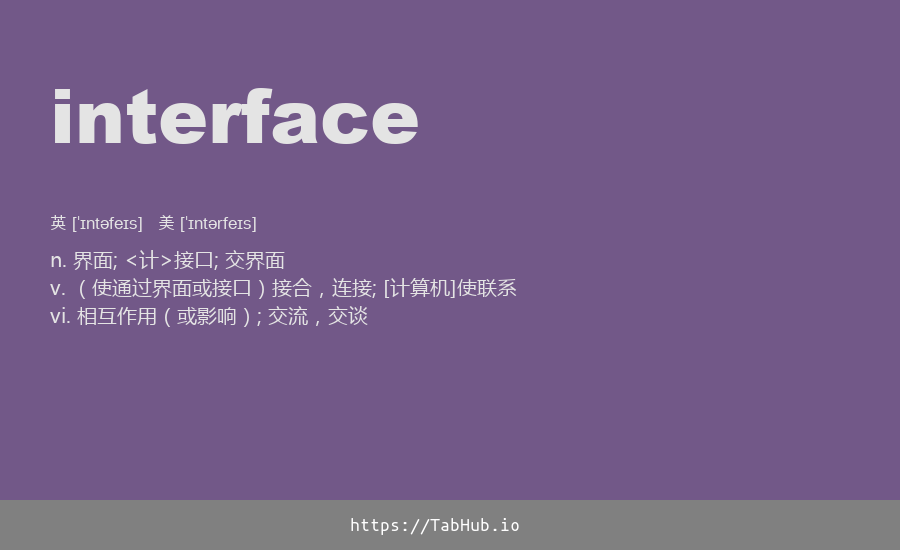 interface
英 [ˈɪntəfeɪs]   美 [ˈɪntərfeɪs]
n. 界面; <计>接口; 交界面
v. （使通过界面或接口）接合，连接; [计算机]使联系
vi. 相互作用（或影响）; 交流，交谈
https://TabHub.io